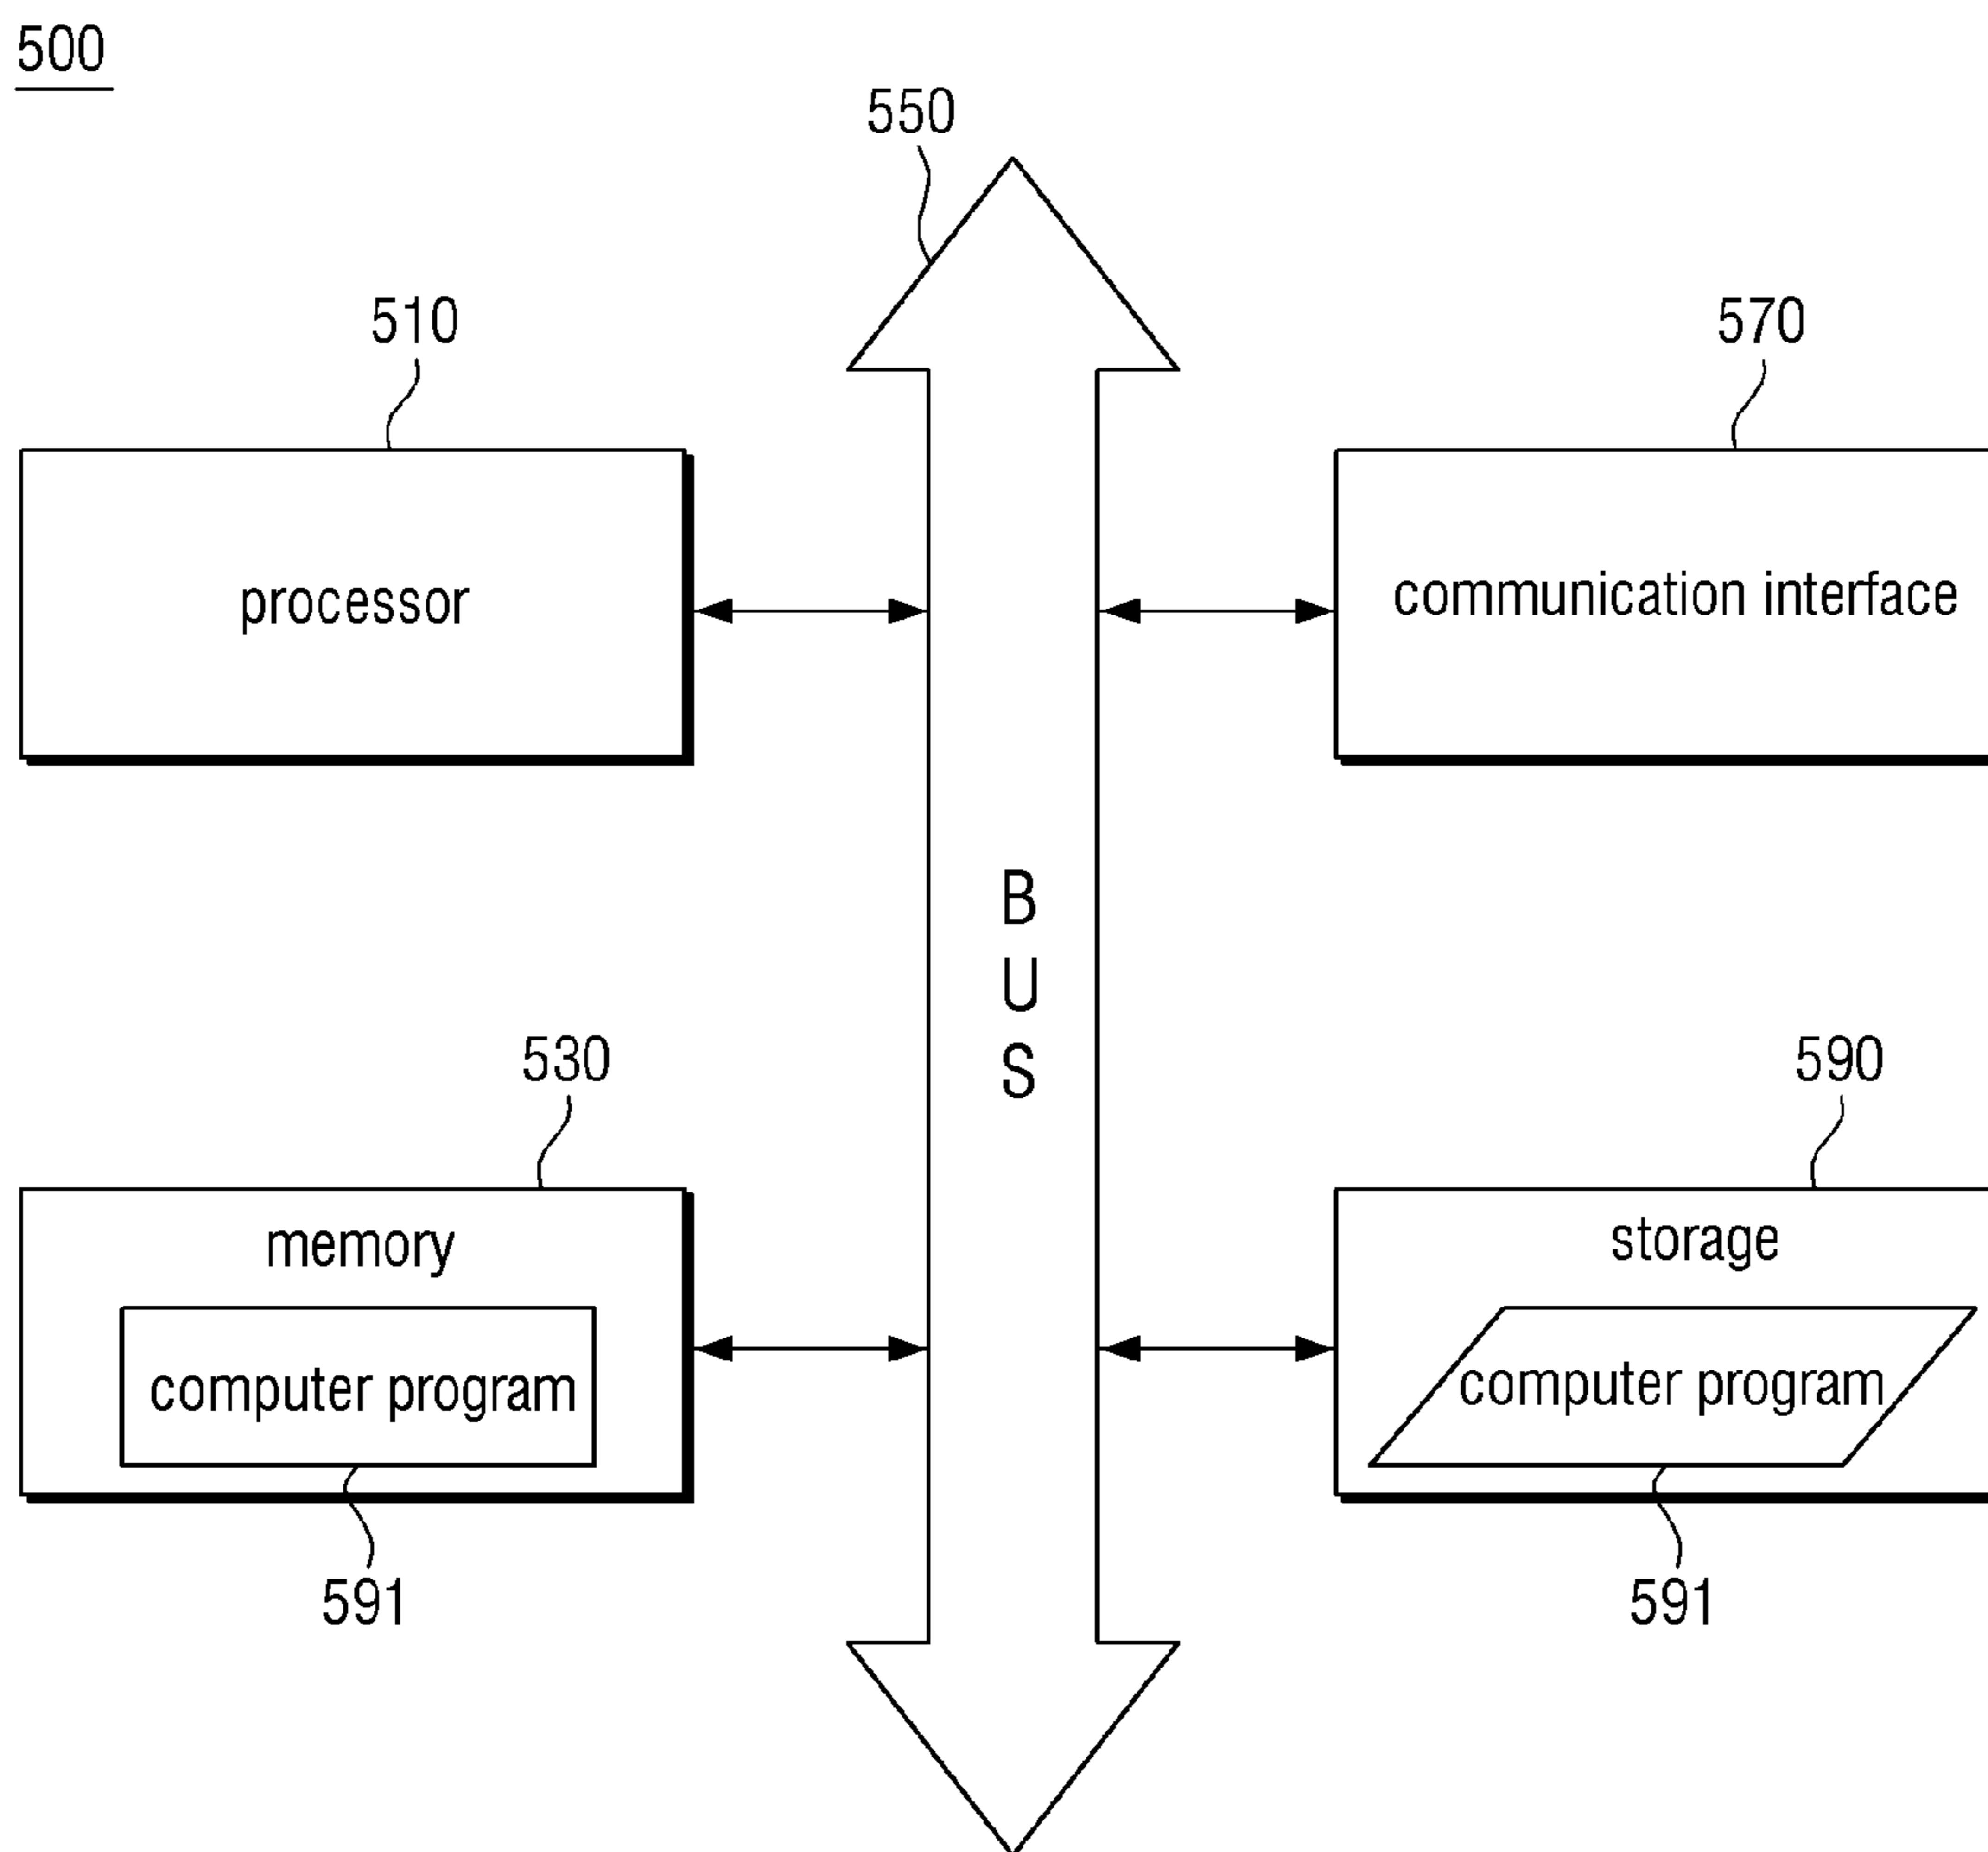 500
550
510
570
processor
communication interface
B
U
S
530
590
memory
storage
computer program
computer program
591
591